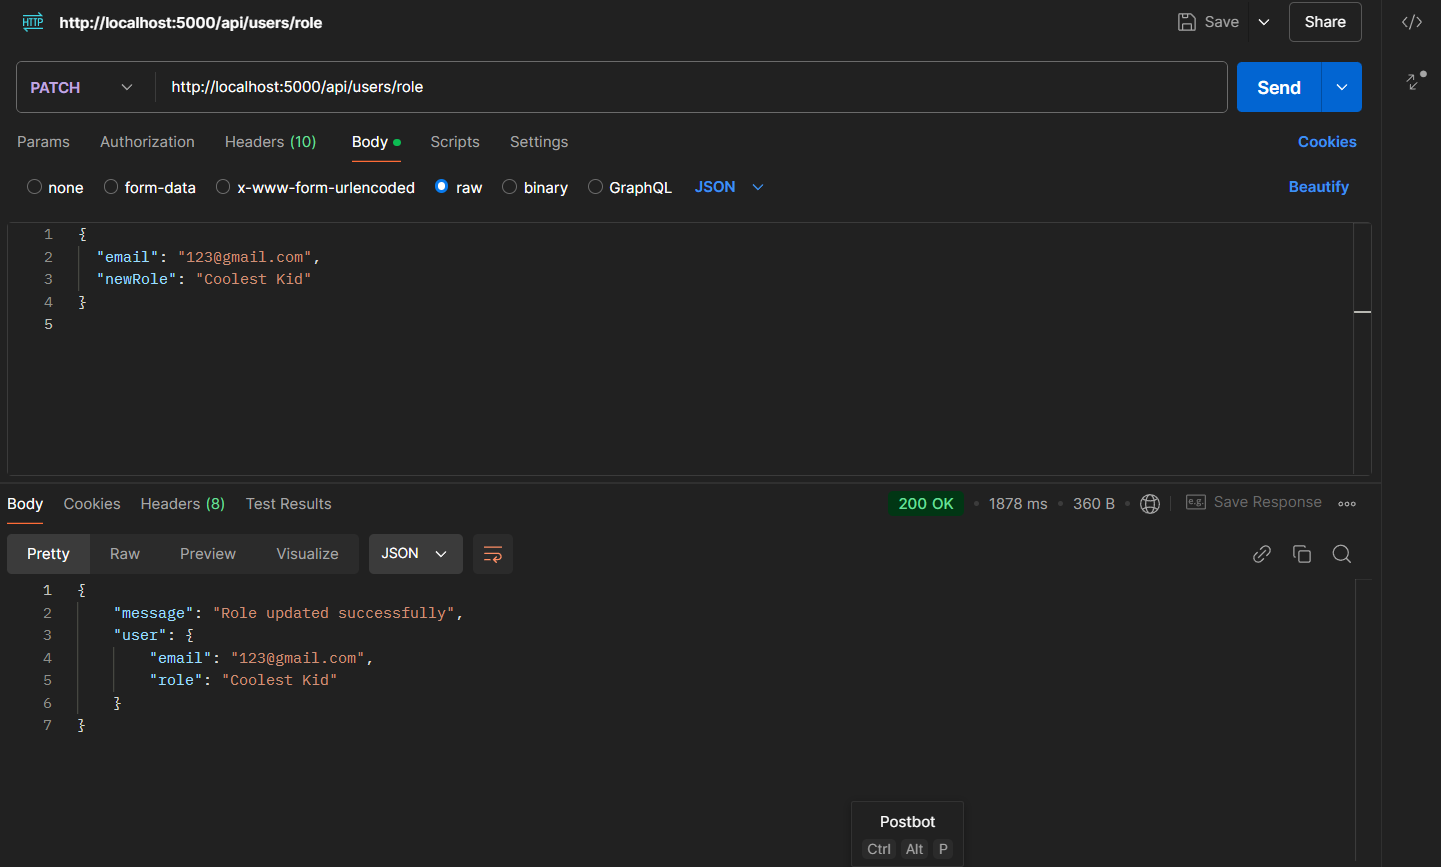 HTTP http://localhost:5000/api/users/role Save Share
PATCH http://localhost:5000/api/users/role Send
Params Authorization Headers (10) Body Scripts Settings Cookies
none form-data x-www-form-urlencoded raw binary GraphQL JSON Beautify
1 {
2 "email": "123@gmail.com",
3 "newRole": "Coolest Kid"
4 }
5
Body Cookies Headers (8) Test Results 200 OK • 1878 ms • 360 B • e.g. Save Response
Pretty Raw Preview Visualize JSON
1 {
2 "message": "Role updated successfully",
3 "user": {
4 "email": "123@gmail.com",
5 "role": "Coolest Kid"
6 }
7 }
Postbot
Ctrl Alt P